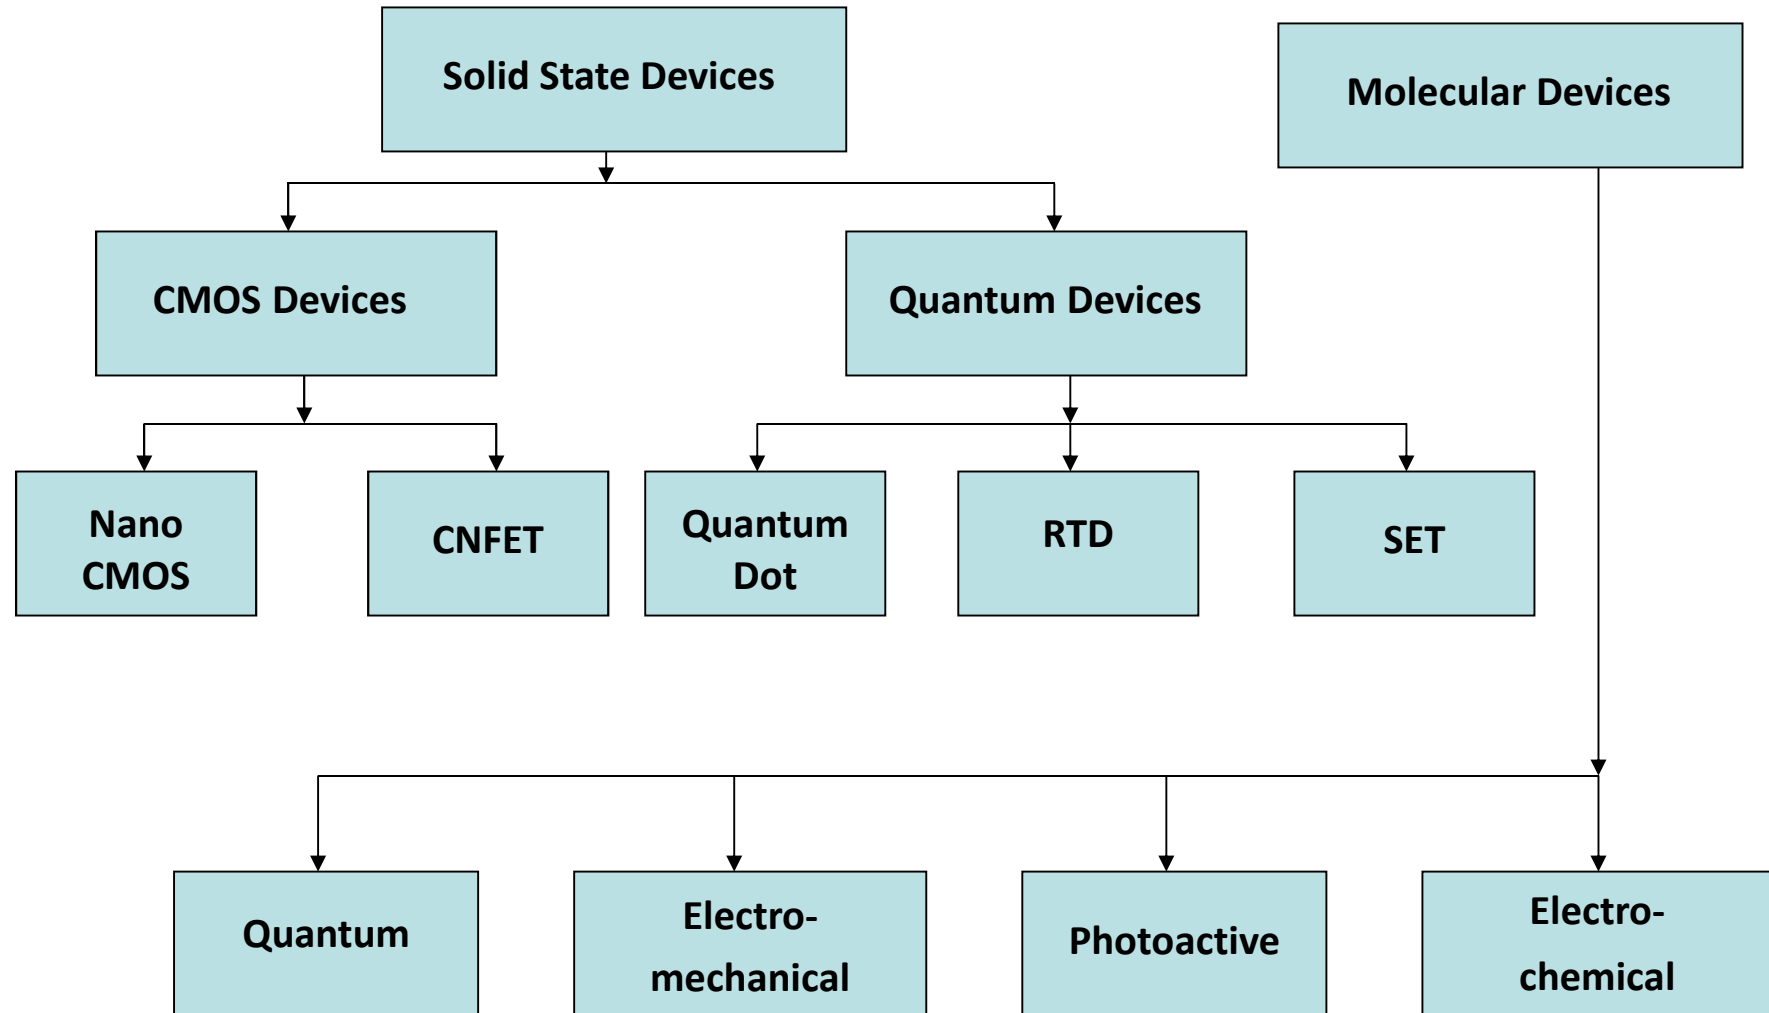 Solid State Devices
Molecular Devices
CMOS Devices
Quantum Devices
Nano
CMOS
CNFET
Quantum
Dot
RTD
SET
Quantum
Electro-
mechanical
Photoactive
Electro-
chemical